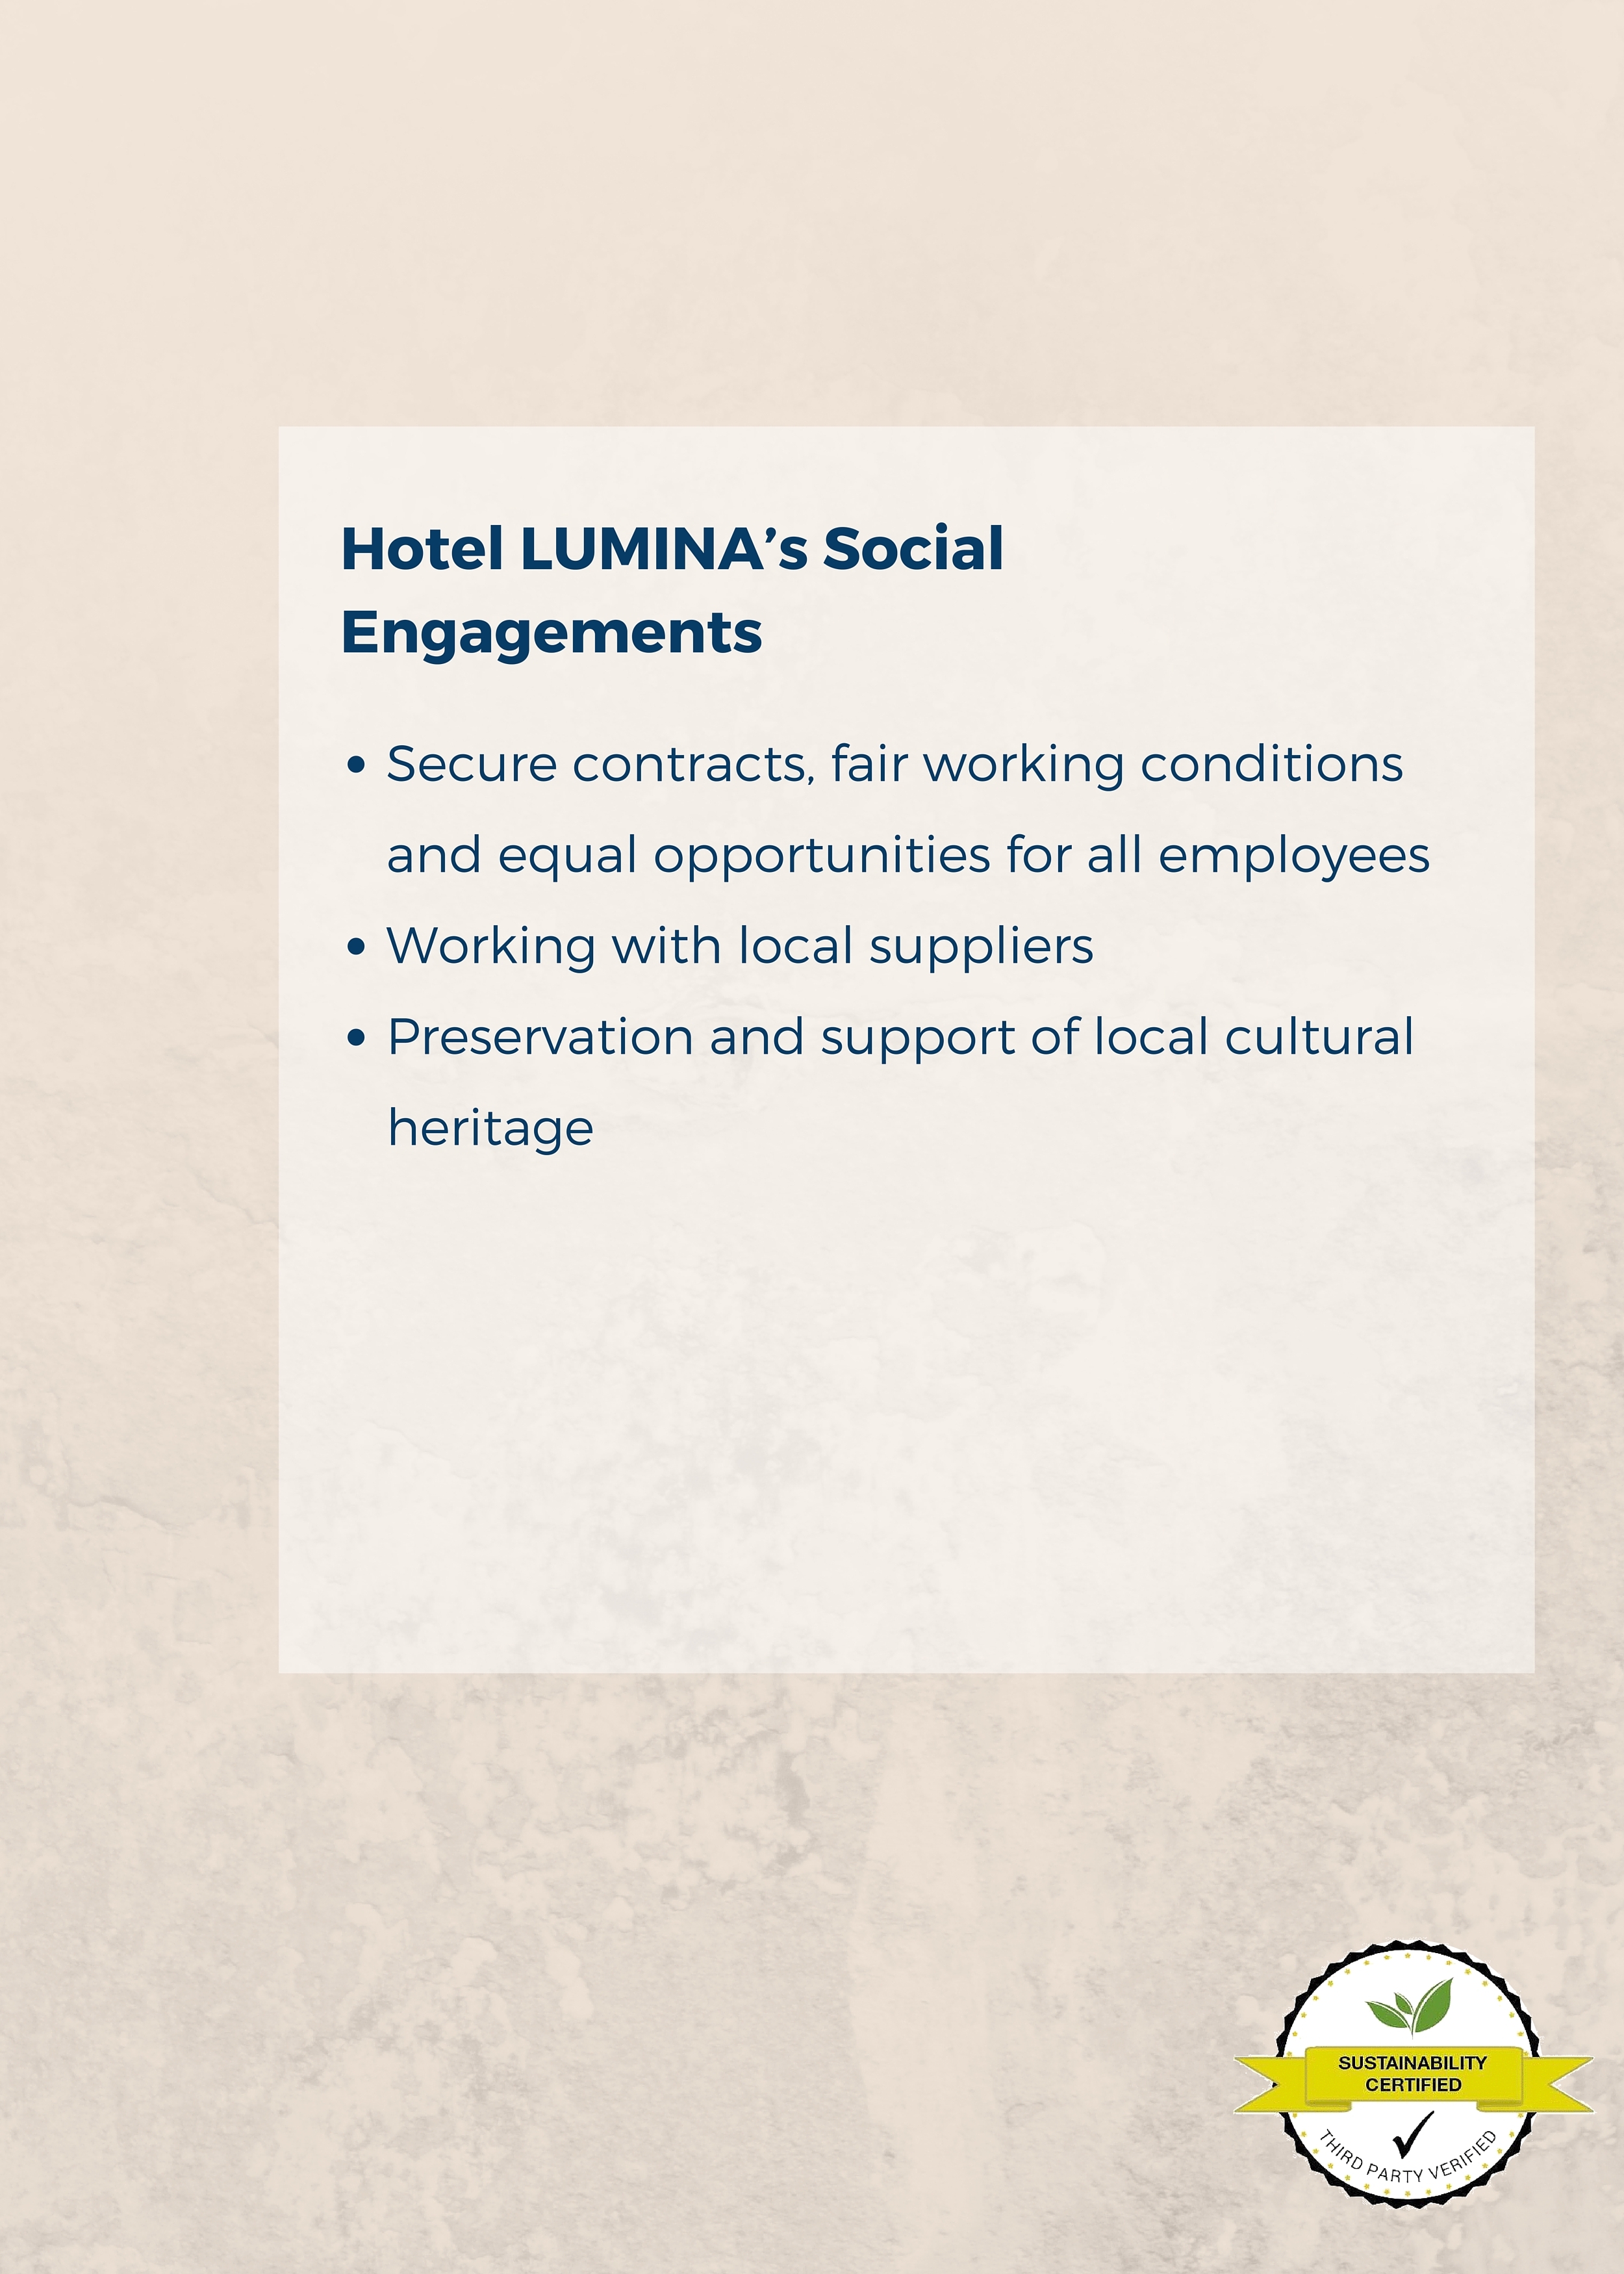 Hotel LUMINA’s Social
Engagements
• Secure contracts, fair working conditions
and equal opportunities for all employees
• Working with local suppliers
• Preservation and support of local cultural
heritage
SUSTAINABILITY
CERTIFIED
THIRD PARTY VERIFIED